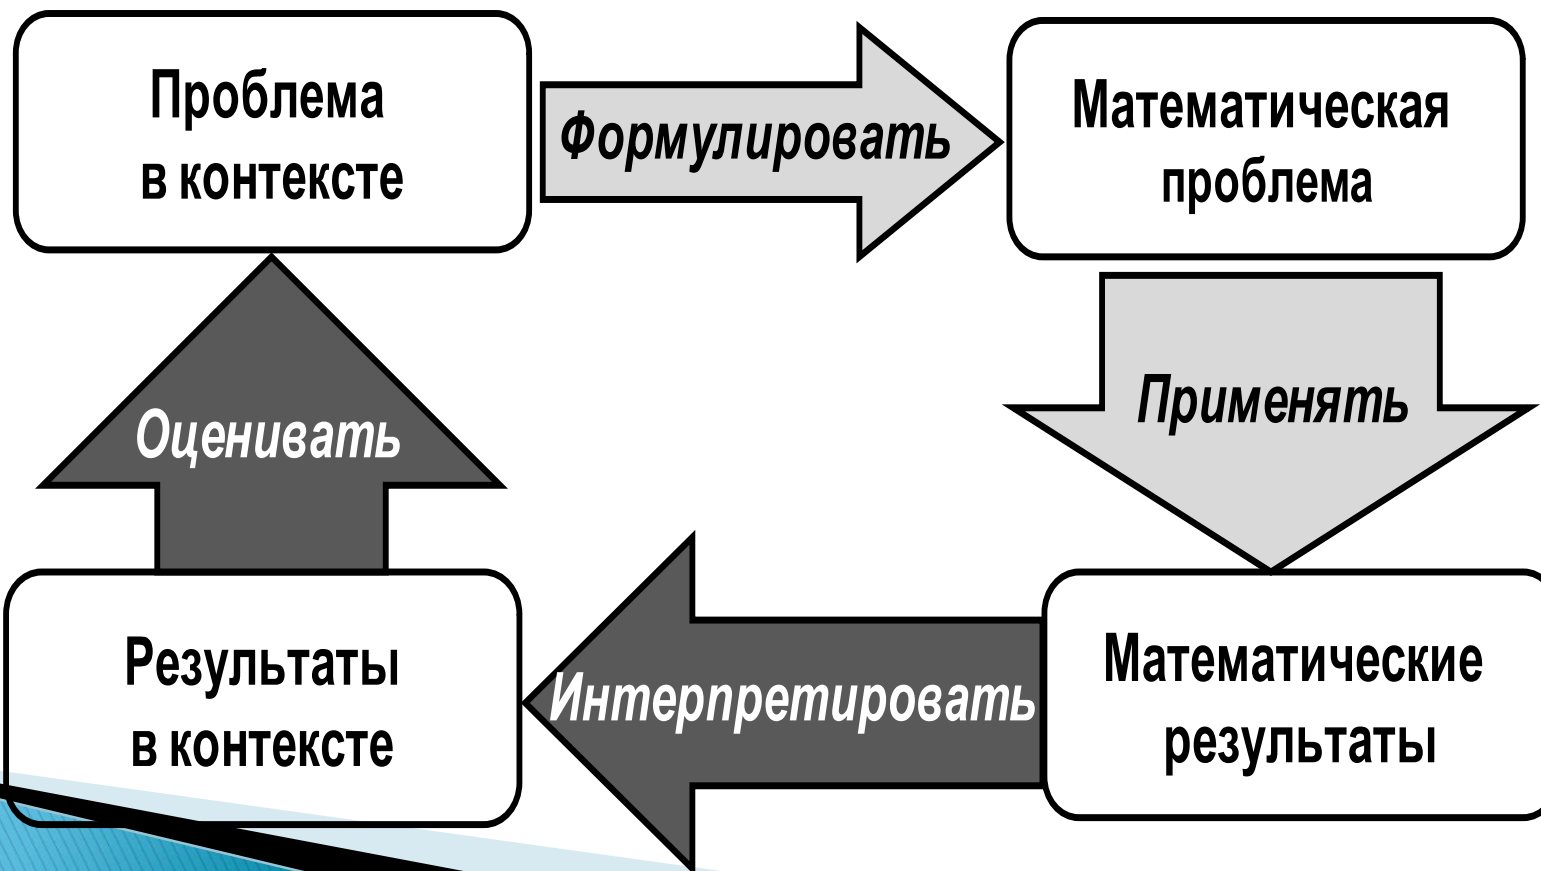 Проблема
в контексте
Формулировать
Математическая
проблема
Применять
Математические
результаты
Интерпретировать
Результаты
в контексте
Оценивать